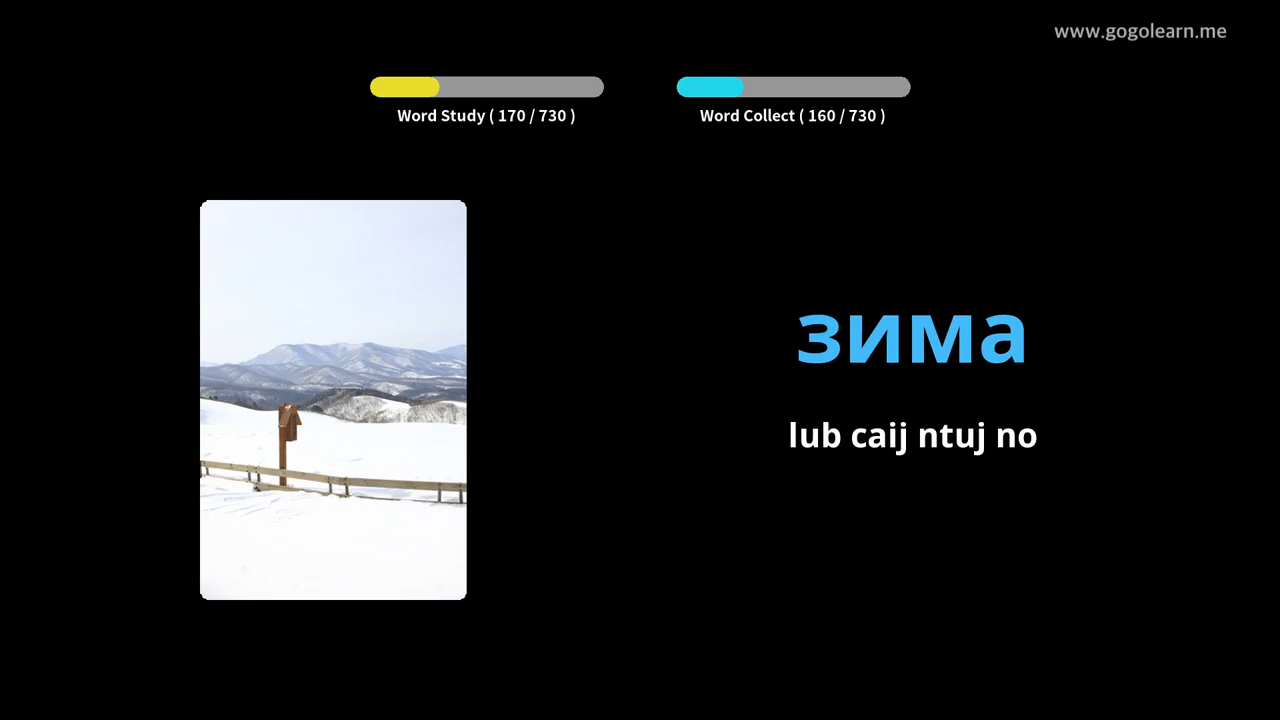 www.gogolearn.me
Word Study ( 170 / 730 )
Word Collect ( 160 / 730 )
зима
lub caij ntuj no